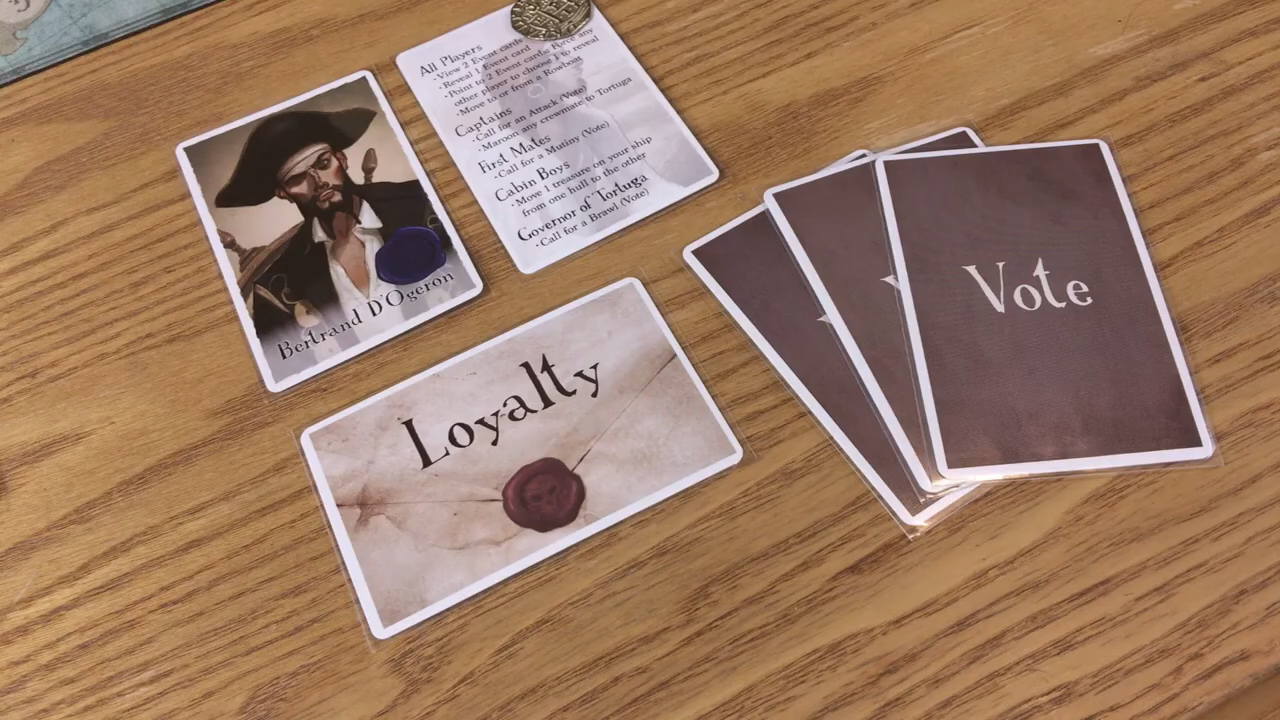 All Players
·View 2 Event cards
·Reveal 1 Event card
·Point to 2 Event cards: Force any
other player to choose 1 to reveal
·Move to or from a Rowboat
Captains
·Call for an Attack (Vote)
·Maroon any crewmate to Tortuga
First Mates
·Call for a Mutiny (Vote)
Cabin Boys
·Move 1 treasure on your ship
from one hull to the other
Governor of Tortuga
·Call for a Brawl (Vote)
Bertrand D'Ogeron
Loyalty
Vote